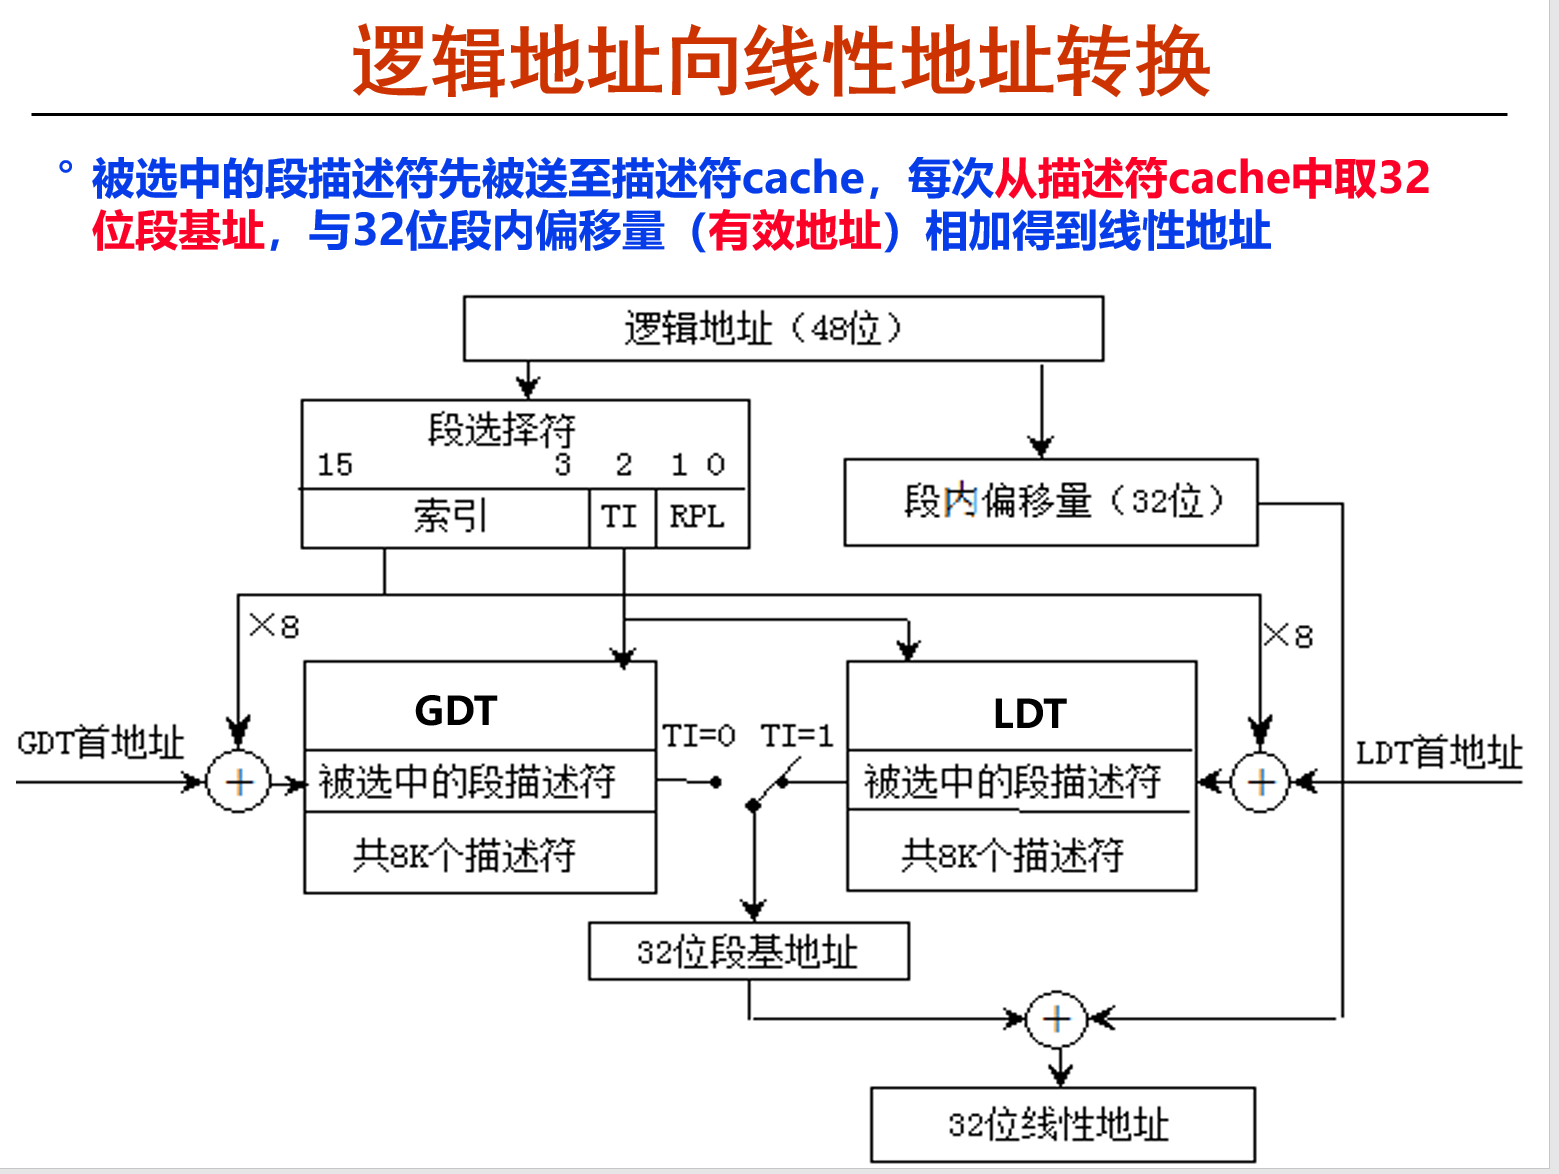 逻辑地址向线性地址转换
° 被选中的段描述符先被送至描述符cache，每次从描述符cache中取32
位段基址，与32位段内偏移量（有效地址）相加得到线性地址
逻辑地址（48位）
段选择符
15 3 2 1 0
索引 TI RPL
段内偏移量（32位）
×8
×8
GDT
LDT
GDT首地址
TI=0 TI=1
LDT首地址
+
被选中的段描述符
被选中的段描述符
+
共8K个描述符
共8K个描述符
32位段基地址
+
32位线性地址